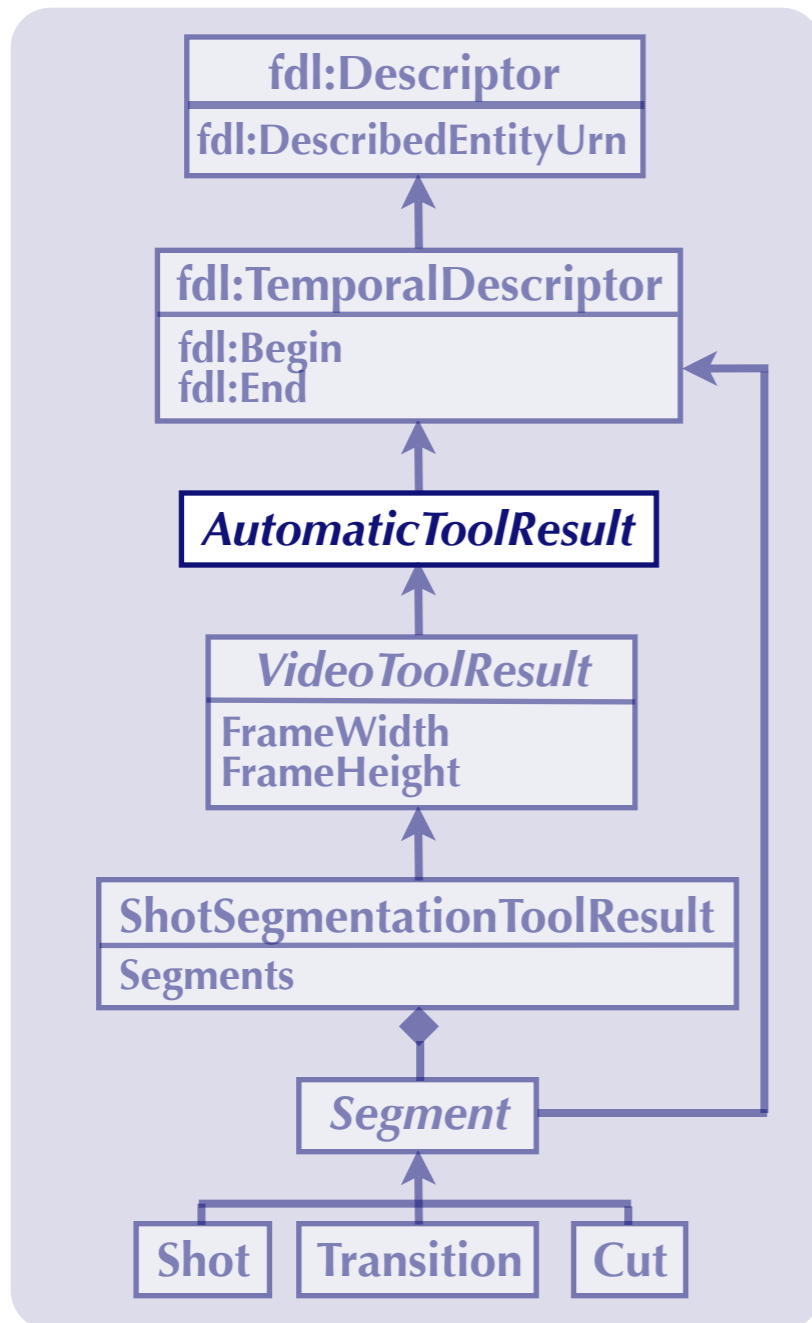 fdl:Descriptor
fdl:DescribedEntityUrn
fdl:TemporalDescriptor
fdl:Begin
fdl:End
AutomaticToolResult
VideoToolResult
FrameWidth
FrameHeight
ShotSegmentationToolResult
Segments
Segment
Shot
Transition
Cut